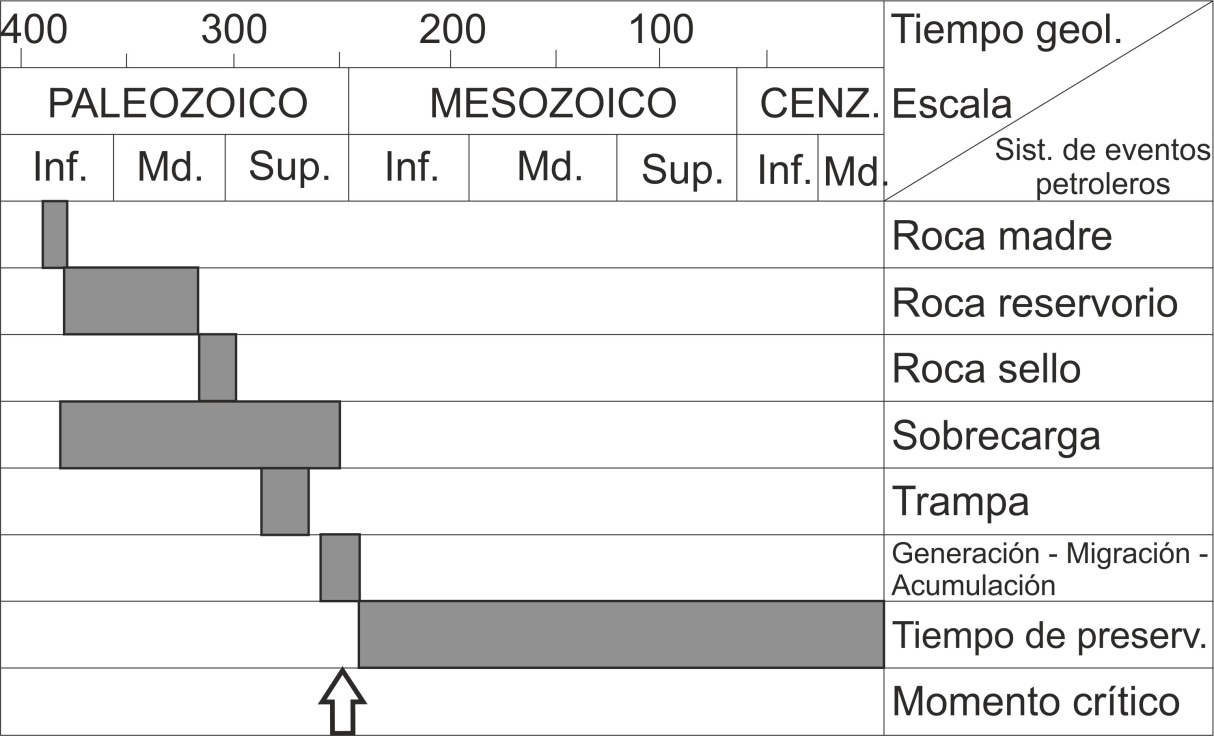 400 300 200 100 Tiempo geol.
PALEOZOICO MESOZOICO CENZ. Escala
Inf. Md. Sup. Inf. Md. Sup. Inf. Md. Sist. de eventos
petroleros
Roca madre
Roca reservorio
Roca sello
Sobrecarga
Trampa
Generación - Migración -
Acumulación
Tiempo de preserv.
Momento crítico